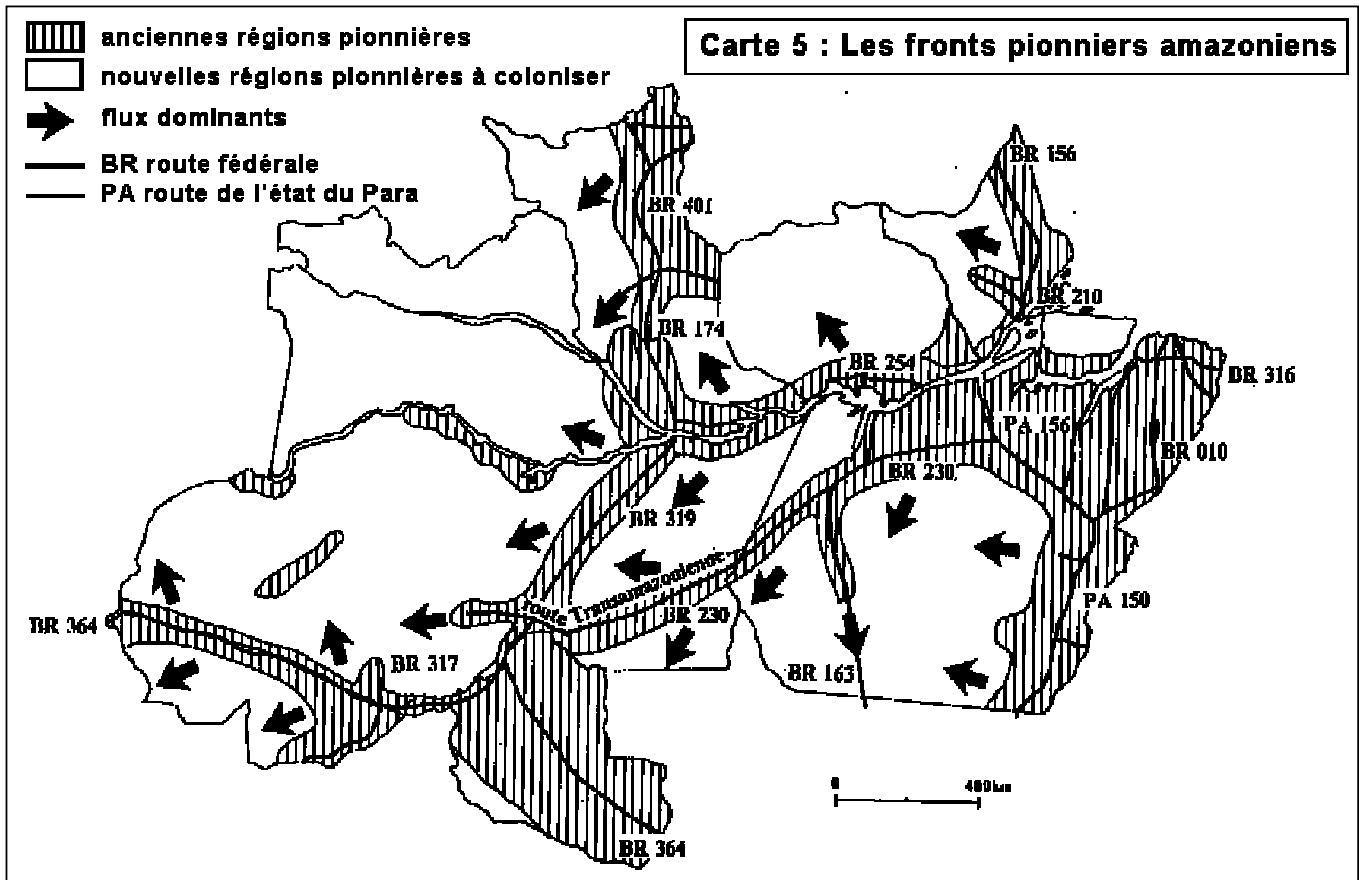 anciennes régions pionnières
Carte 5 : Les fronts pionniers amazoniens
nouvelles régions pionnières à coloniser
flux dominants
BR route fédérale
PA route de l'état du Para
BR 156
BR 401
BR 210
BR 174
BR 254
BR 316
PA 156
BR 010
BR 230
BR 319
route Transamazonienne
PA 150
BR 364
BR 230
BR 317
BR 163
0 400km
BR 364